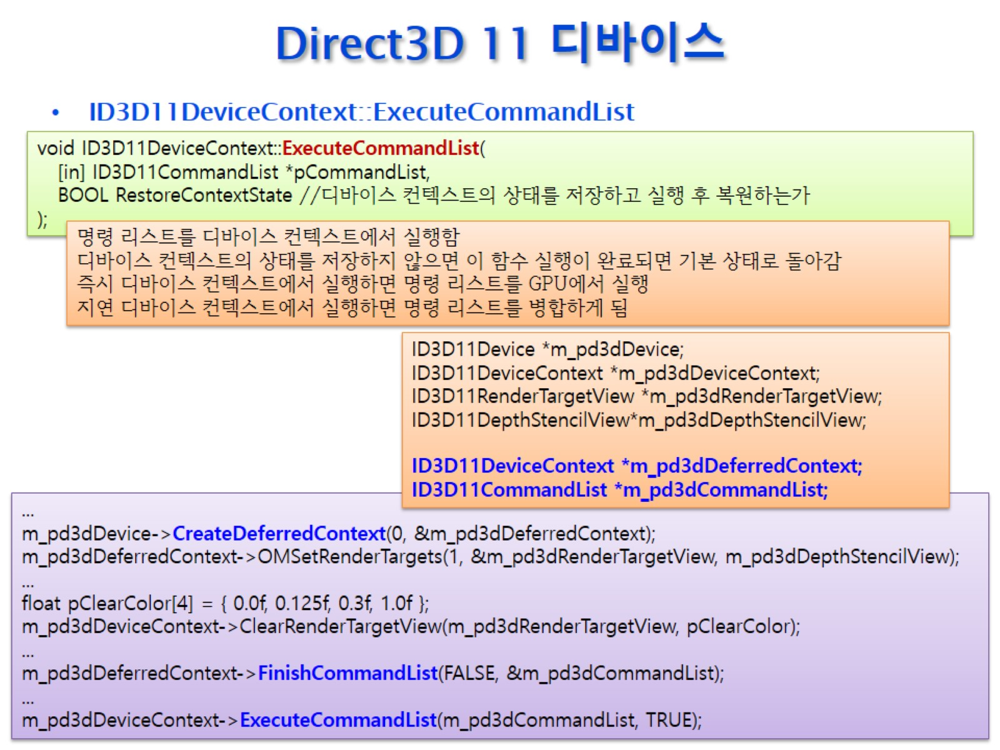 Direct3D 11 디바이스
• ID3D11DeviceContext::ExecuteCommandList
void ID3D11DeviceContext::ExecuteCommandList(
[in] ID3D11CommandList *pCommandList,
BOOL RestoreContextState //디바이스 컨텍스트의 상태를 저장하고 실행 후 복원하는가
);
명령 리스트를 디바이스 컨텍스트에서 실행함
디바이스 컨텍스트의 상태를 저장하지 않으면 이 함수 실행이 완료되면 기본 상태로 돌아감
즉시 디바이스 컨텍스트에서 실행하면 명령 리스트를 GPU에서 실행
지연 디바이스 컨텍스트에서 실행하면 명령 리스트를 병합하게 됨
ID3D11Device *m_pd3dDevice;
ID3D11DeviceContext *m_pd3dDeviceContext;
ID3D11RenderTargetView *m_pd3dRenderTargetView;
ID3D11DepthStencilView*m_pd3dDepthStencilView;
ID3D11DeviceContext *m_pd3dDeferredContext;
ID3D11CommandList *m_pd3dCommandList;
...
m_pd3dDevice->CreateDeferredContext(0, &m_pd3dDeferredContext);
m_pd3dDeferredContext->OMSetRenderTargets(1, &m_pd3dRenderTargetView, m_pd3dDepthStencilView);
...
float pClearColor[4] = { 0.0f, 0.125f, 0.3f, 1.0f };
m_pd3dDeviceContext->ClearRenderTargetView(m_pd3dRenderTargetView, pClearColor);
...
m_pd3dDeferredContext->FinishCommandList(FALSE, &m_pd3dCommandList);
...
m_pd3dDeviceContext->ExecuteCommandList(m_pd3dCommandList, TRUE);